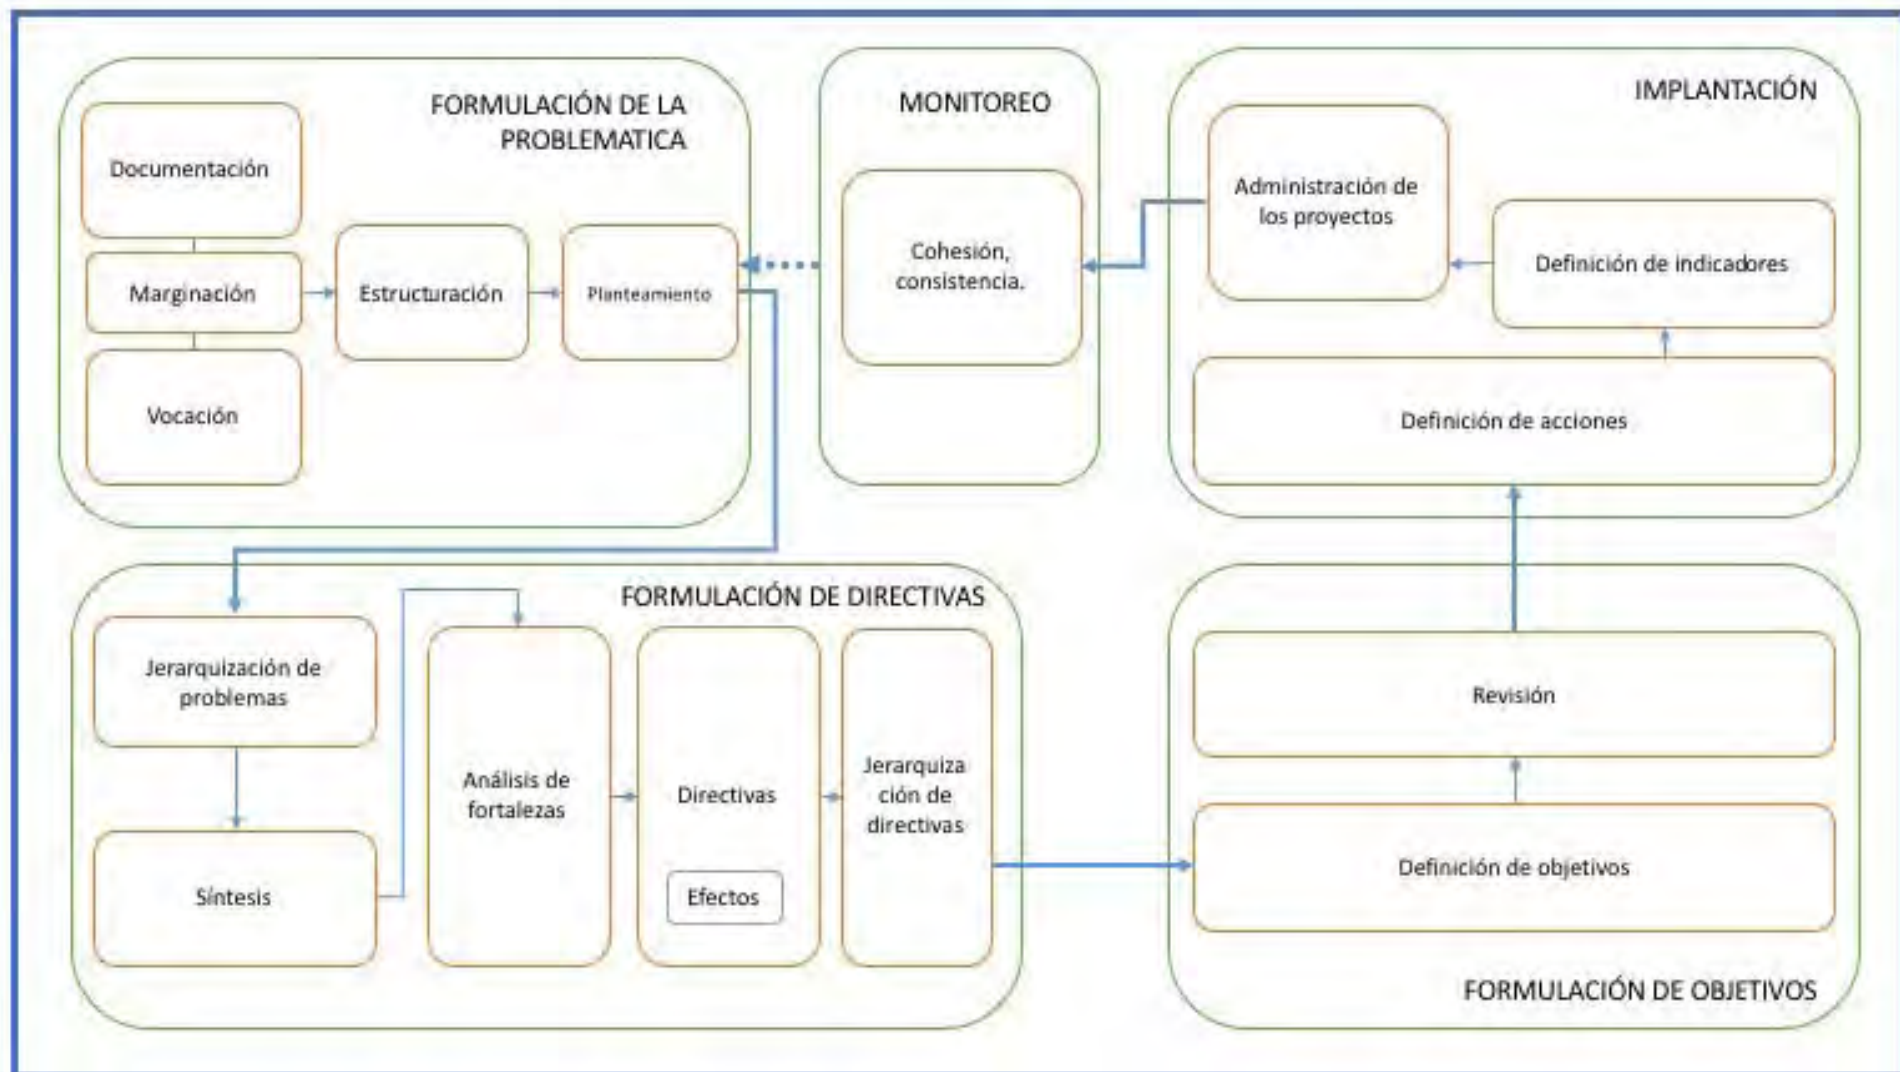 FORMULACIÓN DE LA
PROBLEMATICA
Documentación
Marginación
Vocación
Estructuración
Planteamiento
MONITOREO
Cohesión,
consistencia.
IMPLANTACIÓN
Administración de
los proyectos
Definición de indicadores
Definición de acciones
FORMULACIÓN DE DIRECTIVAS
Jerarquización de
problemas
Síntesis
Análisis de
fortalezas
Directivas
Efectos
Jerarquiza
ción de
directivas
Revisión
Definición de objetivos
FORMULACIÓN DE OBJETIVOS